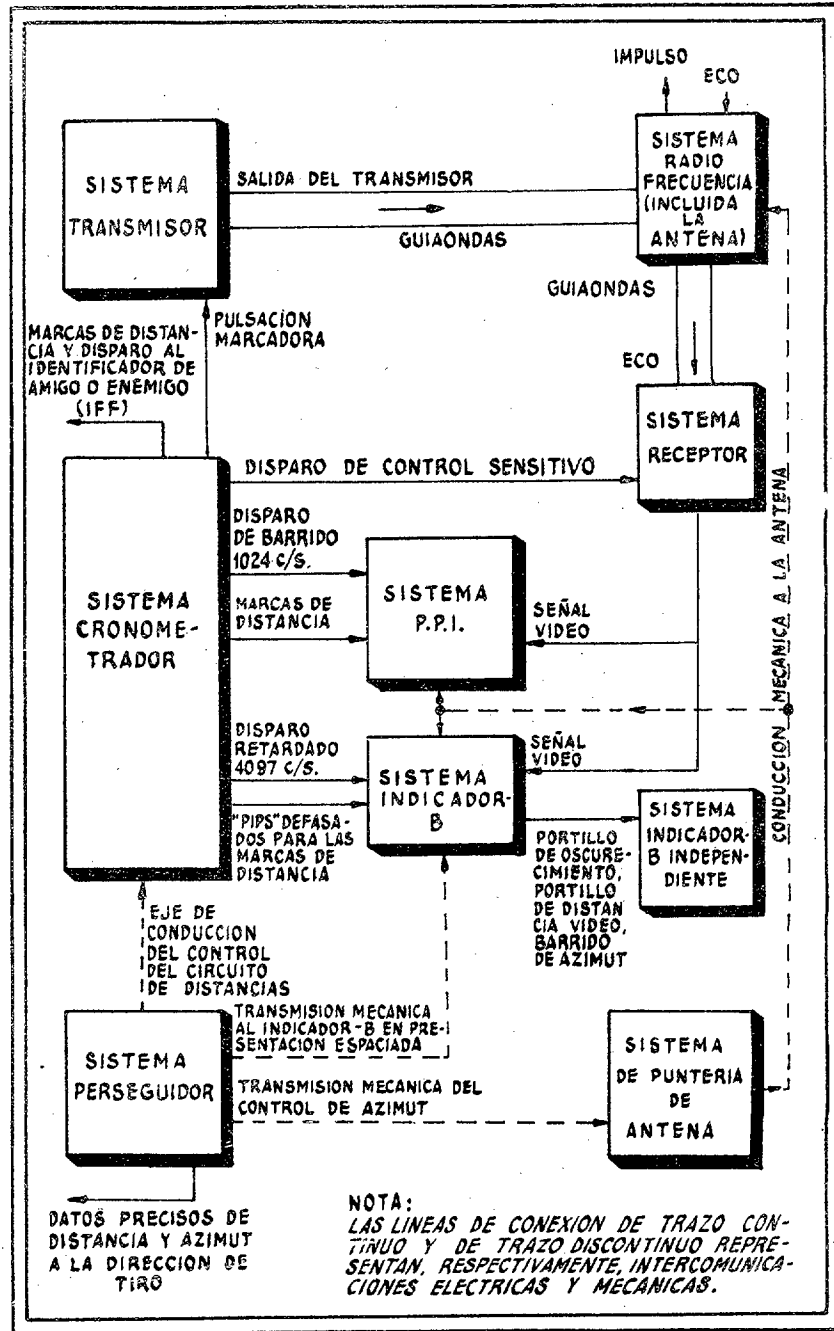 IMPULSO
ECO
SISTEMA
RADIO
FRECUENCIA
(INCLUIDA
LA
ANTENA)
SISTEMA
TRANSMISOR
SALIDA DEL TRANSMISOR
GUIAONDAS
GUIAONDAS
ECO
MARCAS DE DISTAN-
CIA Y DISPARO AL
IDENTIFICADOR DE
AMIGO O ENEMIGO
(IFF)
PULSACION
MARCADORA
SISTEMA
RECEPTOR
DISPARO DE CONTROL SENSITIVO
DISPARO
DE BARRIDO
1024 C/S.
MARCAS DE
DISTANCIA
SISTEMA
CRONOME-
TRADOR
SISTEMA
P.P.I.
SEÑAL
VIDEO
CONDUCCION MECANICA A LA ANTENA
DISPARO
RETARDADO
4097 C/S.
"PIPS" DEFASA-
DOS PARA LAS
MARCAS DE
DISTANCIA
SISTEMA
INDICADOR-
B
SEÑAL
VIDEO
SISTEMA
INDICADOR-
B INDEPEN-
DIENTE
PORTILLO
DE OSCURE-
CIMIENTO,
PORTILLO
DE DISTAN
CIA VIDEO,
BARRIDO
DE AZIMUT
EJE DE
CONDUCCION
DEL CONTROL
DEL CIRCUITO
DE DISTANCIAS
TRANSMISION MECANICA
AL INDICADOR-B EN PRE-
SENTACION ESPACIADA
SISTEMA
PERSEGUIDOR
TRANSMISION MECANICA DEL
CONTROL DE AZIMUT
SISTEMA
DE PUNTERIA
DE
ANTENA
DATOS PRECISOS DE
DISTANCIA Y AZIMUT
A LA DIRECCION DE
TIRO
NOTA:
LAS LINEAS DE CONEXION DE TRAZO CON-
TINUO Y DE TRAZO DISCONTINUO REPRE-
SENTAN, RESPECTIVAMENTE, INTERCOMUNICA-
CIONES ELECTRICAS Y MECANICAS.